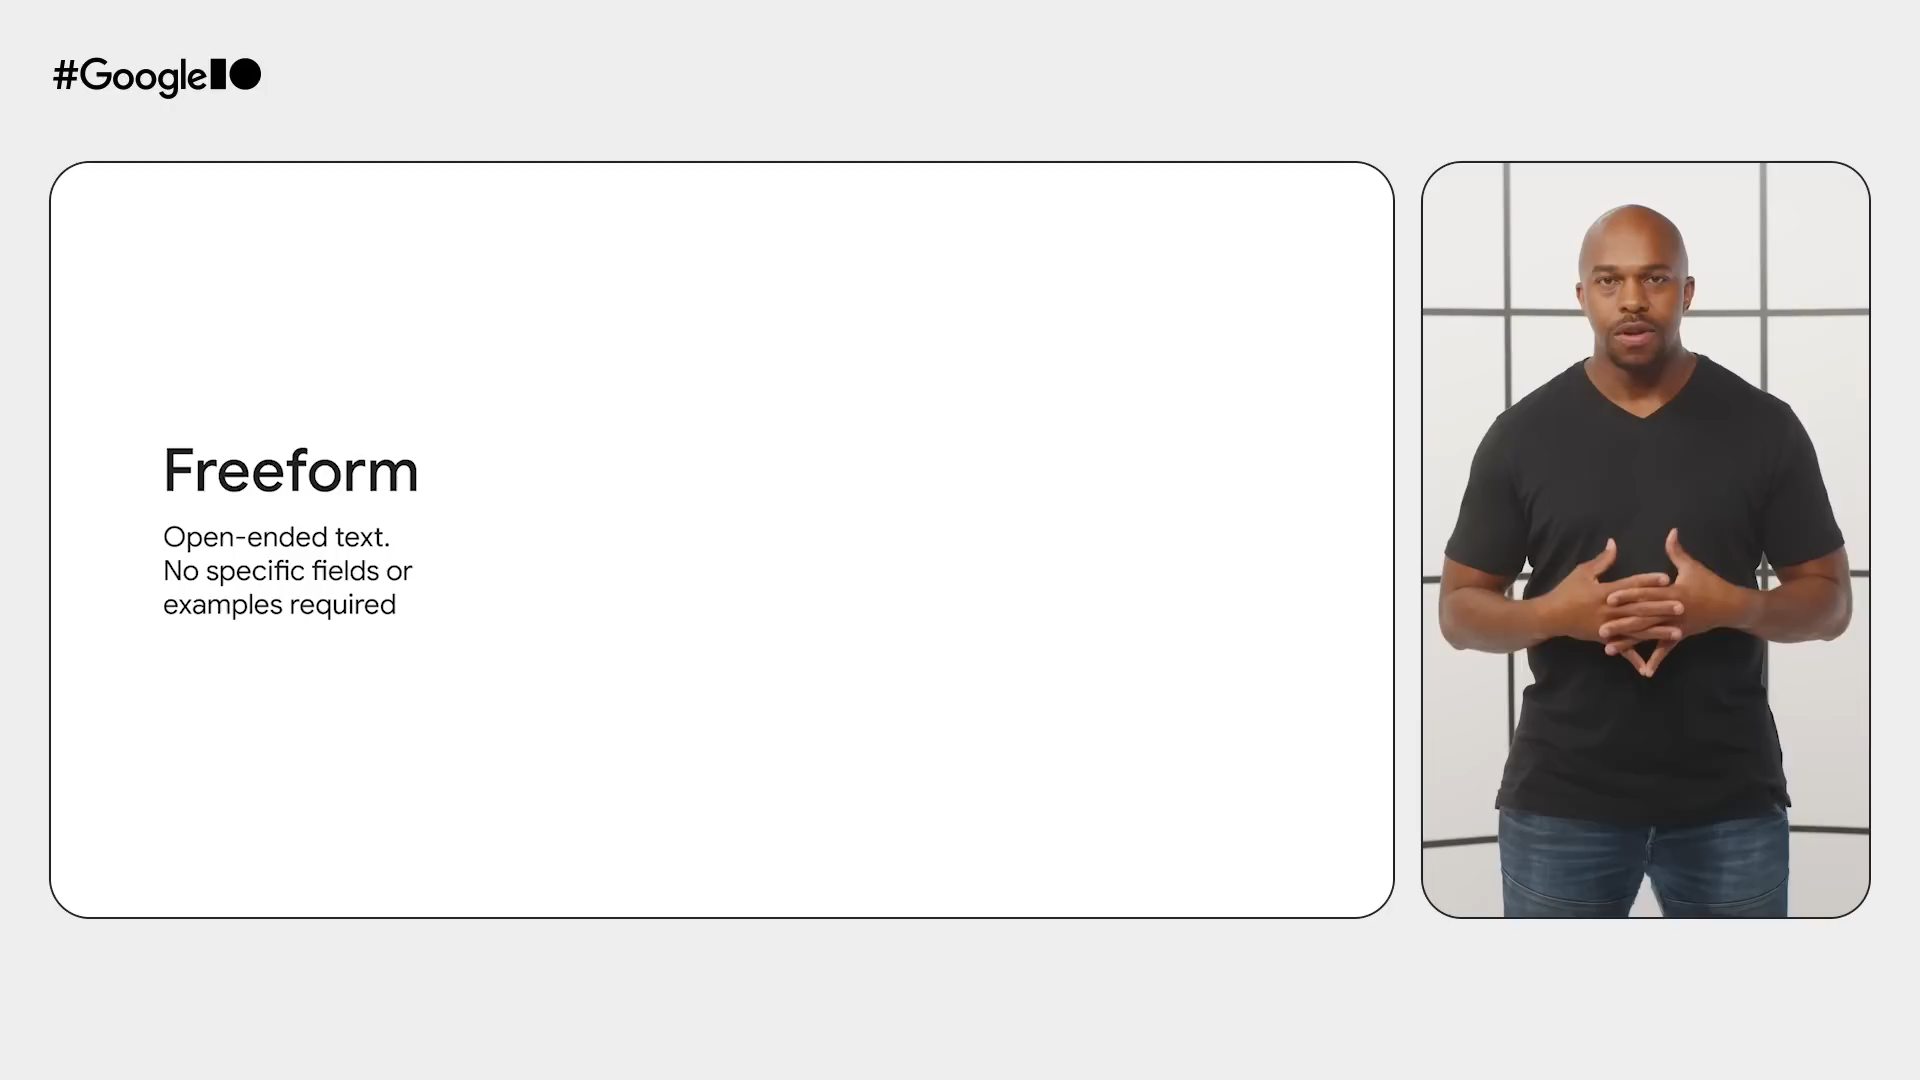 #GoogleIO
Freeform
Open-ended text.
No specific fields or
examples required